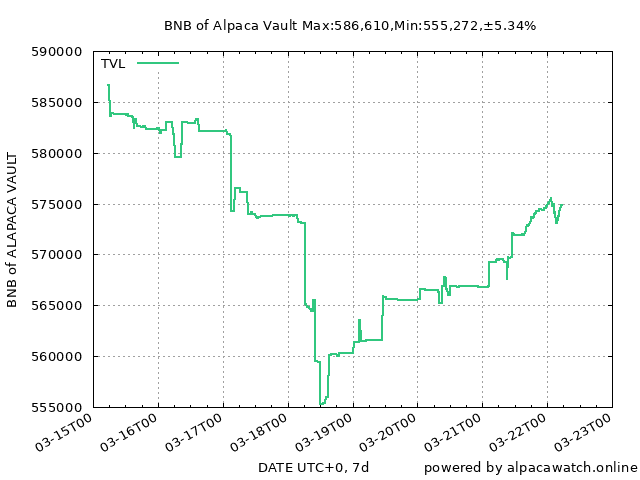 BNB of Alpaca Vault Max:586,610,Min:555,272,±5.34%
TVL
590000
585000
580000
575000
570000
565000
560000
555000
BNB of ALAPACA VAULT
03-15T00
03-16T00
03-17T00
03-18T00
03-19T00
03-20T00
03-21T00
03-22T00
03-23T00
DATE UTC+0, 7d
powered by alpacawatch.online